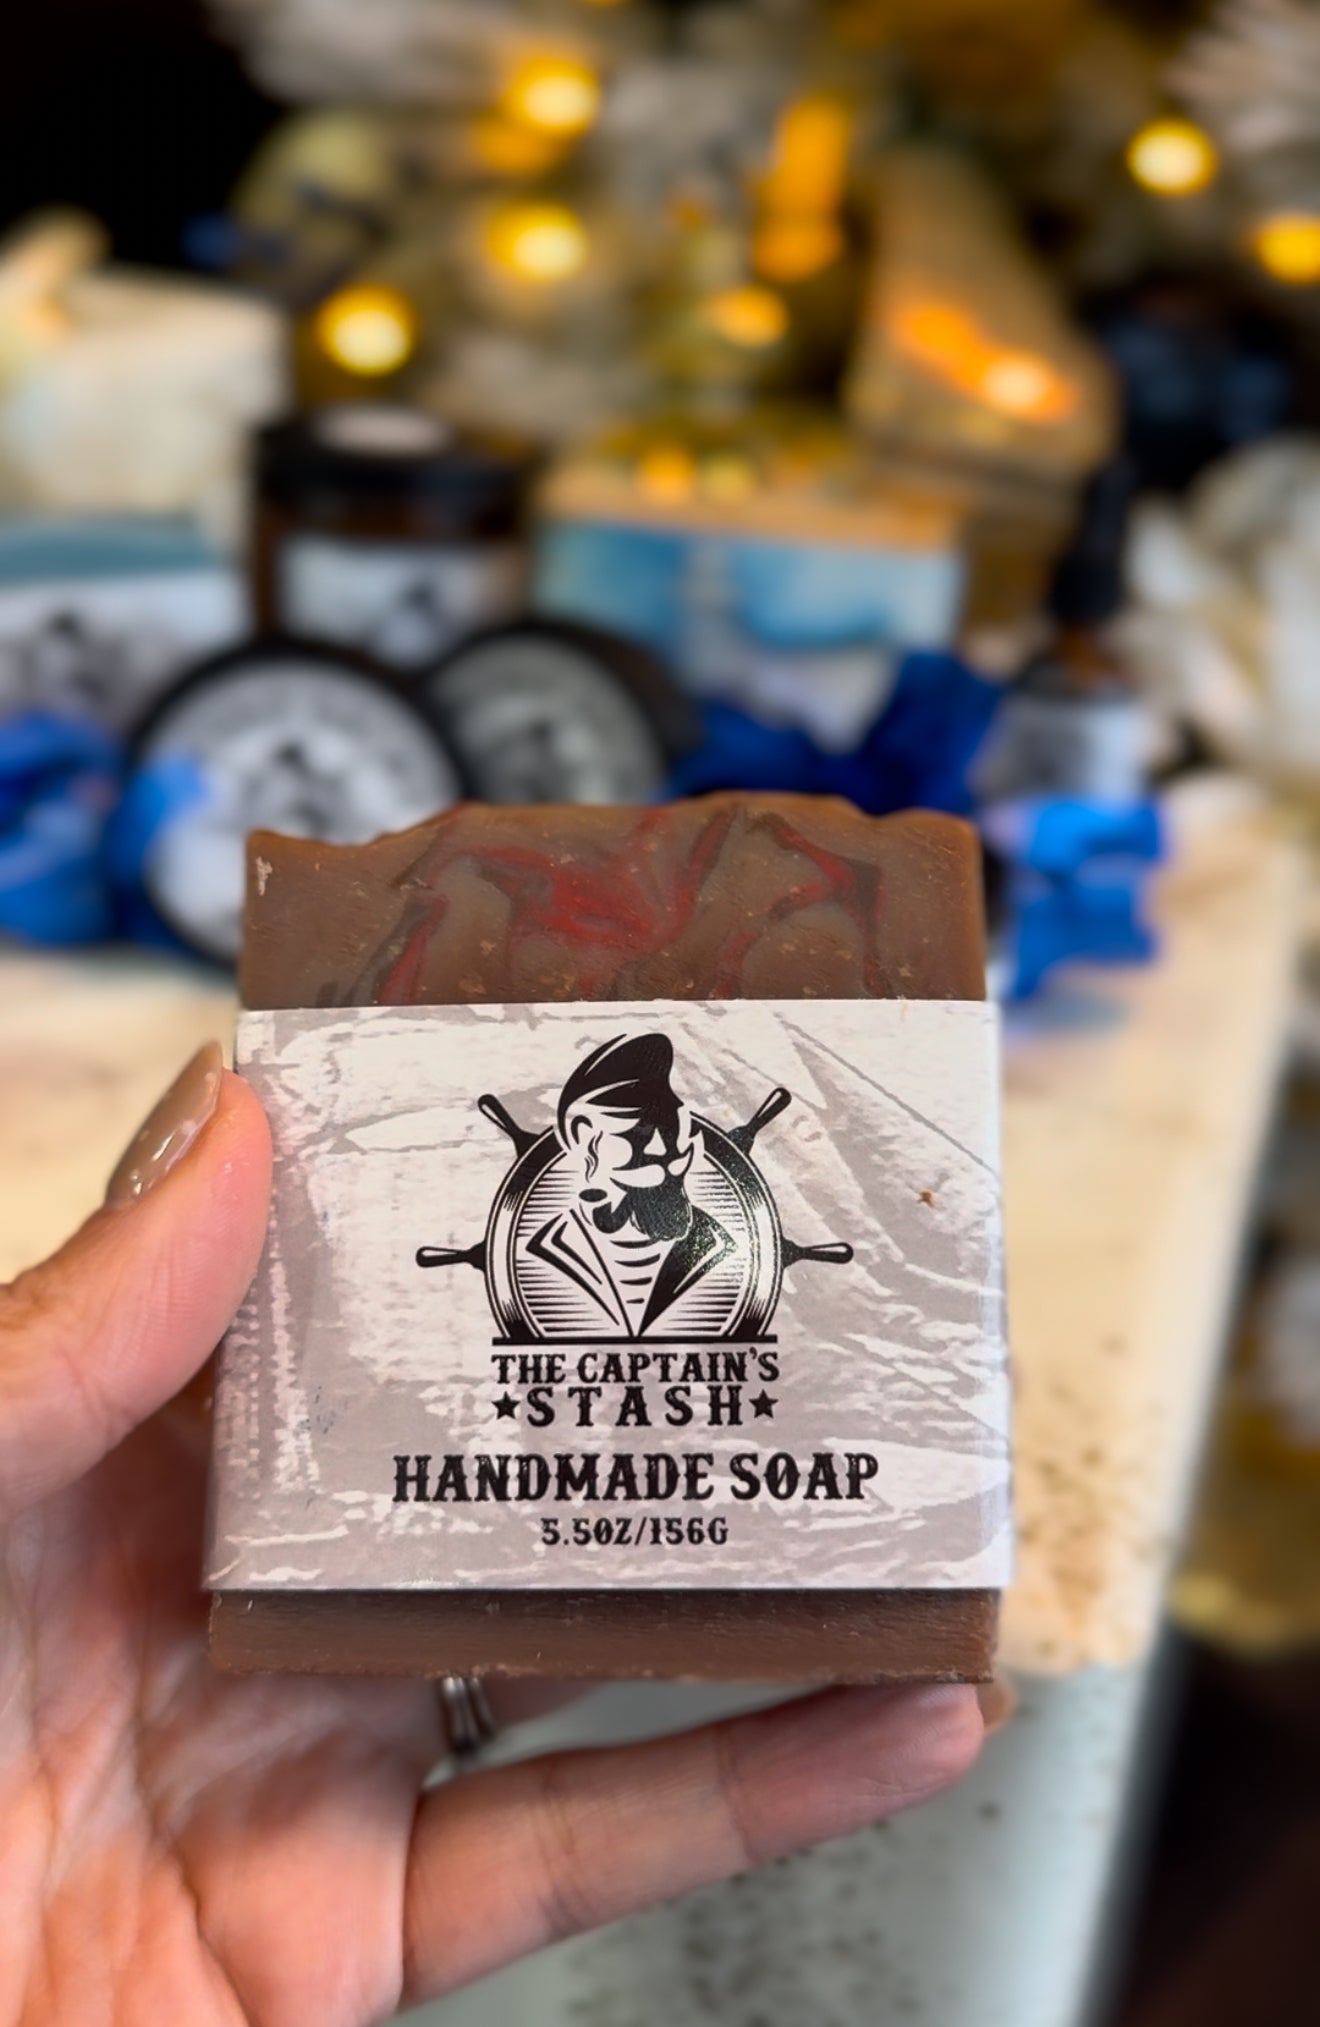 THE CAPTAIN'S
★STASH★
HANDMADE SOAP
5.5OZ/156G